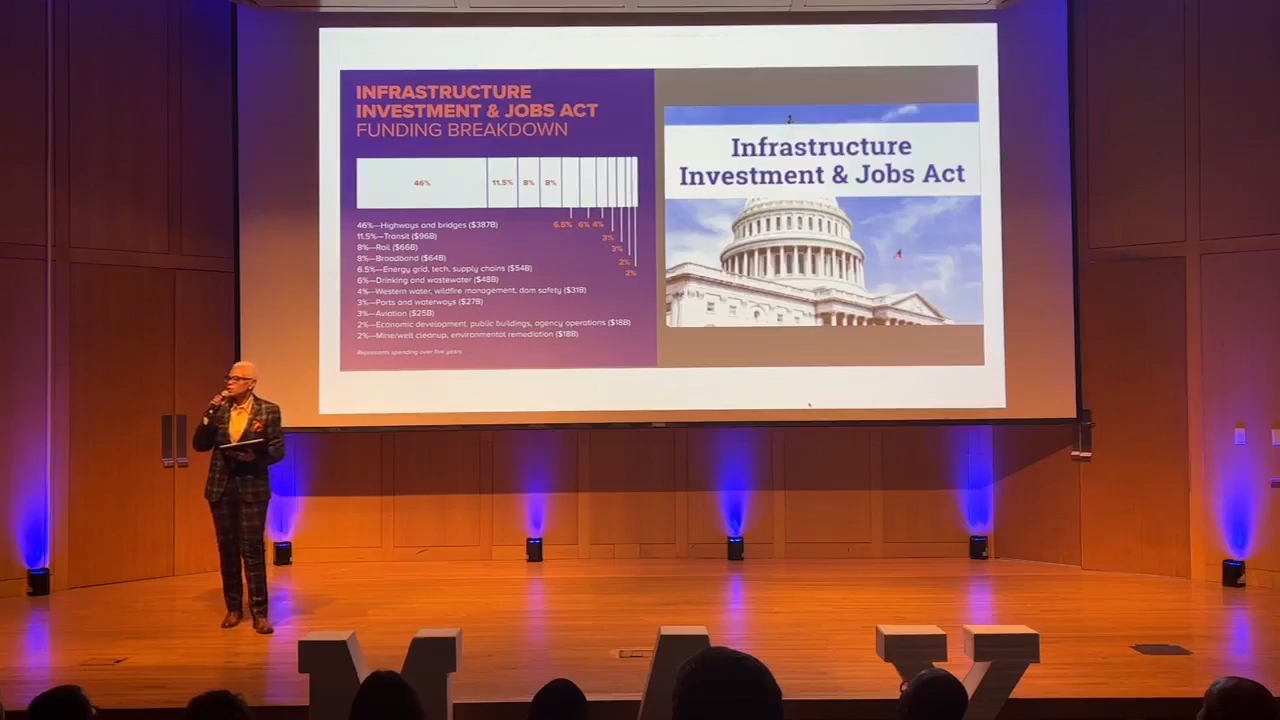 INFRASTRUCTURE
INVESTMENT & JOBS ACT
FUNDING BREAKDOWN
46%
11.5%
8%
8%
6.5%
6%
4%
3%
3%
2%
2%
46%—Highways and bridges ($387B)
11.5%—Transit ($96B)
8%—Rail ($66B)
8%—Broadband ($64B)
6.5%—Energy grid, tech, supply chains ($54B)
6%—Drinking and wastewater ($48B)
4%—Western water, wildfire management, dam safety ($31B)
3%—Ports and waterways ($27B)
3%—Aviation ($25B)
2%—Economic development, public buildings, agency operations ($18B)
2%—Mine/well cleanup, environmental remediation ($18B)
Represents spending over five years
Infrastructure
Investment & Jobs Act
MAY